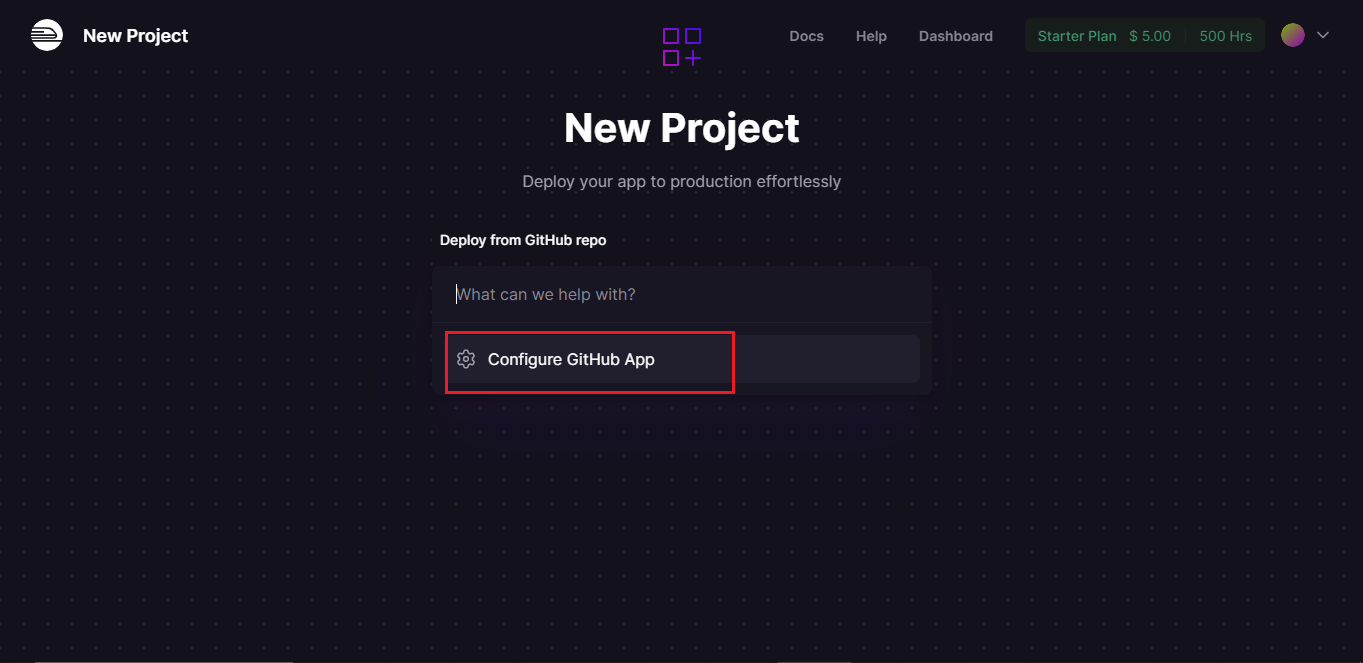 New Project
Docs Help Dashboard Starter Plan $ 5.00 500 Hrs
New Project
Deploy your app to production effortlessly
Deploy from GitHub repo
What can we help with?
Configure GitHub App